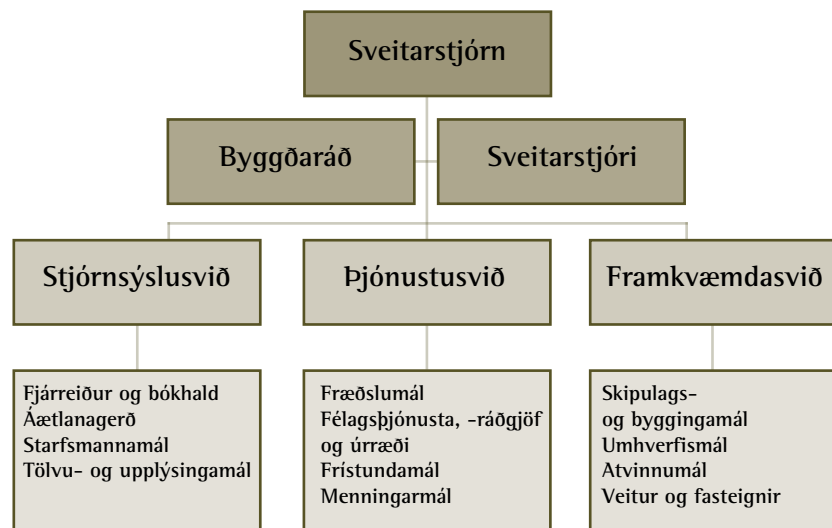 Sveitarstjórn
Byggðaráð
Sveitarstjóri
Stjórnsýslusvið
Þjónustusvið
Framkvæmdasvið
Fjárreiður og bókhald
Áætlanagerð
Starfsmannamál
Tölvu- og upplýsingamál
Fræðslumál
Félagsþjónusta, -ráðgjöf
og úrræði
Frístundamál
Menningarmál
Skipulags-
og byggingamál
Umhverfismál
Atvinnumál
Veitur og fasteignir